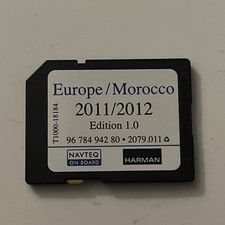 Europe/Morocco
2011/2012
Edition 1.0
96 784 942 80 • 2079.011
NAVTEQ
ON BOARD
HARMAN
T1000-18184